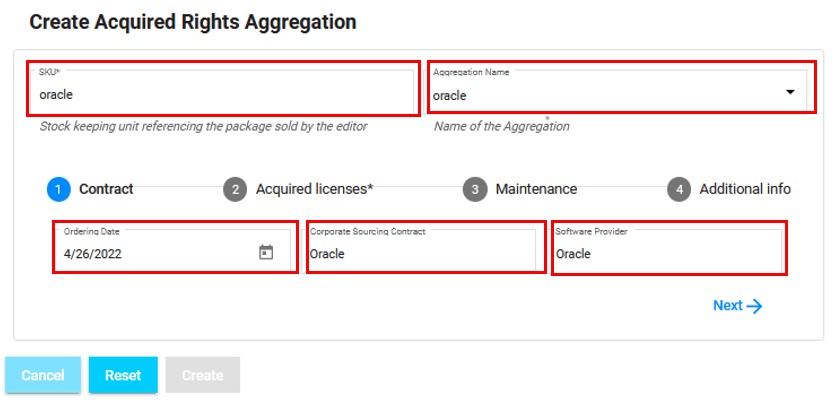 Create Acquired Rights Aggregation
SKU*
Aggregation Name
oracle
oracle
Stock keeping unit referencing the package sold by the editor
Name of the Aggregation
1 Contract
2 Acquired licenses*
3 Maintenance
4 Additional info
Ordering Date
Corporate Sourcing Contract
Software Provider
4/26/2022
Oracle
Oracle
Next
Cancel
Reset
Create